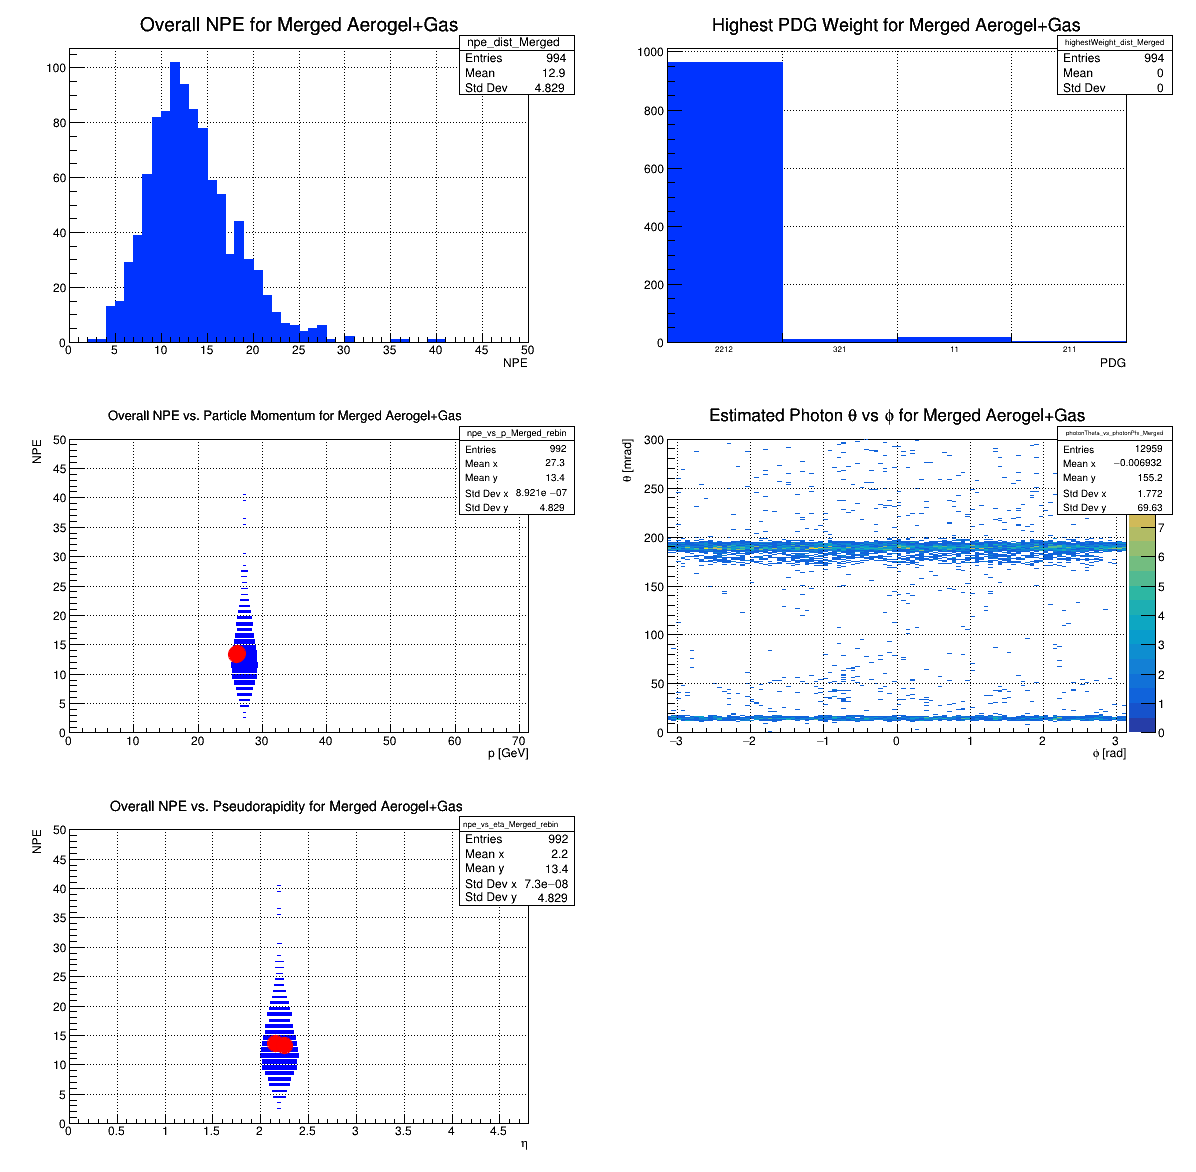 Overall NPE for Merged Aerogel+Gas
npe_dist_Merged
Entries 994
Mean 12.9
Std Dev 4.829
100
80
60
40
20
0
0 5 10 15 20 25 30 35 40 45 50
NPE
Highest PDG Weight for Merged Aerogel+Gas
highestWeight_dist_Merged
Entries 994
Mean 0
Std Dev 0
1000
800
600
400
200
0
2212 321 11 211
PDG
Overall NPE vs. Particle Momentum for Merged Aerogel+Gas
npe_vs_p_Merged_rebin
Entries 992
Mean x 27.3
Mean y 13.4
Std Dev x 8.921e −07
Std Dev y 4.829
NPE
50
45
40
35
30
25
20
15
10
5
0
0 10 20 30 40 50 60 70
p [GeV]
Estimated Photon θ vs ϕ for Merged Aerogel+Gas
photonTheta_vs_photonPhi_Merged
Entries 12959
Mean x −0.006932
Mean y 155.2
Std Dev x 1.772
Std Dev y 69.63
θ [mrad]
300
250
200
150
100
50
0
−3 −2 −1 0 1 2 3
ϕ [rad]
7
6
5
4
3
2
1
0
Overall NPE vs. Pseudorapidity for Merged Aerogel+Gas
npe_vs_eta_Merged_rebin
Entries 992
Mean x 2.2
Mean y 13.4
Std Dev x 7.3e−08
Std Dev y 4.829
NPE
50
45
40
35
30
25
20
15
10
5
0
0 0.5 1 1.5 2 2.5 3 3.5 4 4.5
η